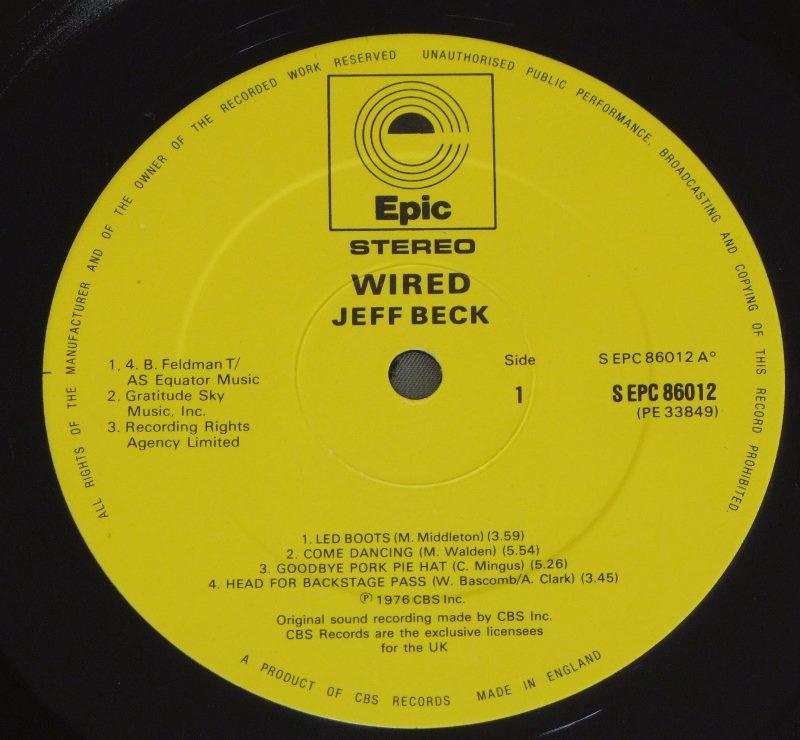 ALL RIGHTS OF THE MANUFACTURER AND OF THE OWNER OF THE RECORDED WORK RESERVED UNAUTHORISED PUBLIC PERFORMANCE, BROADCASTING AND COPYING OF THIS RECORD PROHIBITED.
Epic
STEREO
WIRED
JEFF BECK
1, 4. B. Feldman T/
AS Equator Music
2. Gratitude Sky
Music, Inc.
3. Recording Rights
Agency Limited
Side
1
S EPC 86012 A°
S EPC 86012
(PE 33849)
1. LED BOOTS (M. Middleton) (3.59)
2. COME DANCING (M. Walden) (5.54)
3. GOODBYE PORK PIE HAT (C. Mingus) (5.26)
4. HEAD FOR BACKSTAGE PASS (W. Bascomb/A. Clark) (3.45)
℗ 1976 CBS Inc.
Original sound recording made by CBS Inc.
CBS Records are the exclusive licensees
for the UK
A PRODUCT OF CBS RECORDS MADE IN ENGLAND